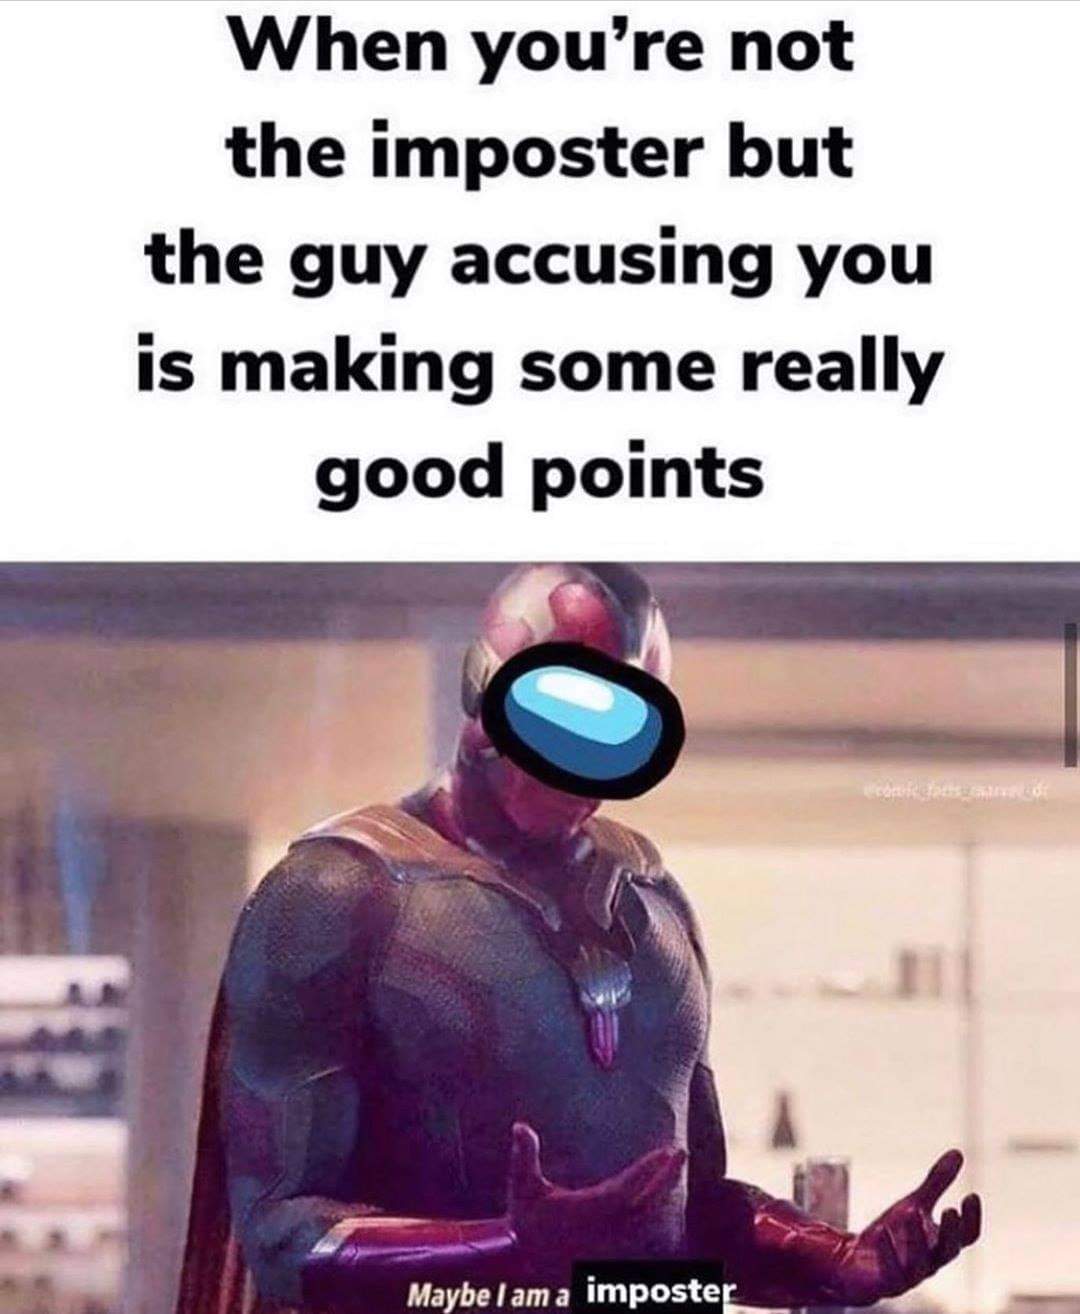 When you're not
the imposter but
the guy accusing you
is making some really
good points
Maybe I am a imposter